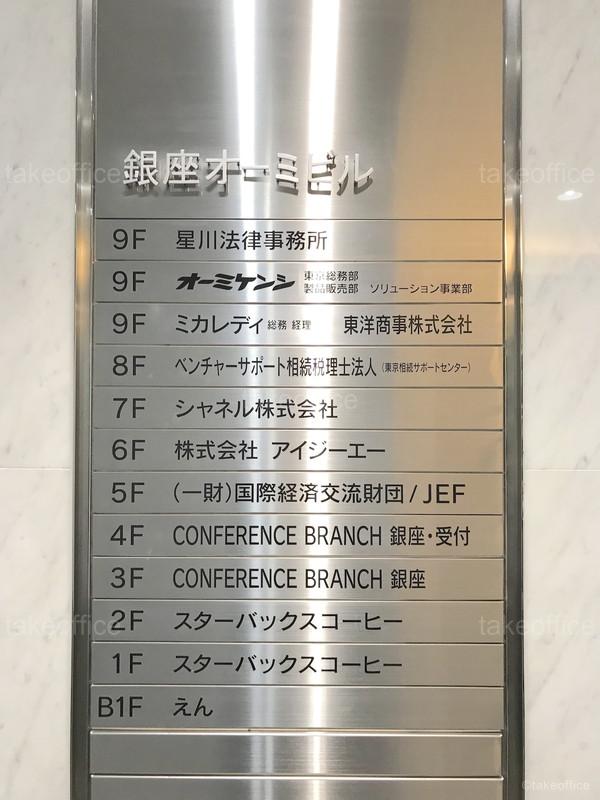 銀座オーミビル
9F 星川法律事務所
9F オーミケンシ 東京総務部
製品販売部 ソリューション事業部
9F ミカレディ 総務 経理 東洋商事株式会社
8F ベンチャーサポート相続税理士法人（東京相続サポートセンター）
7F シャネル株式会社
6F 株式会社 アイジーエー
5F （一財）国際経済交流財団 / JEF
4F CONFERENCE BRANCH 銀座・受付
3F CONFERENCE BRANCH 銀座
2F スターバックスコーヒー
1F スターバックスコーヒー
B1F えん
takeoffice
takeoffice
takeoffice
takeoffice
takeoffice
©takeoffice